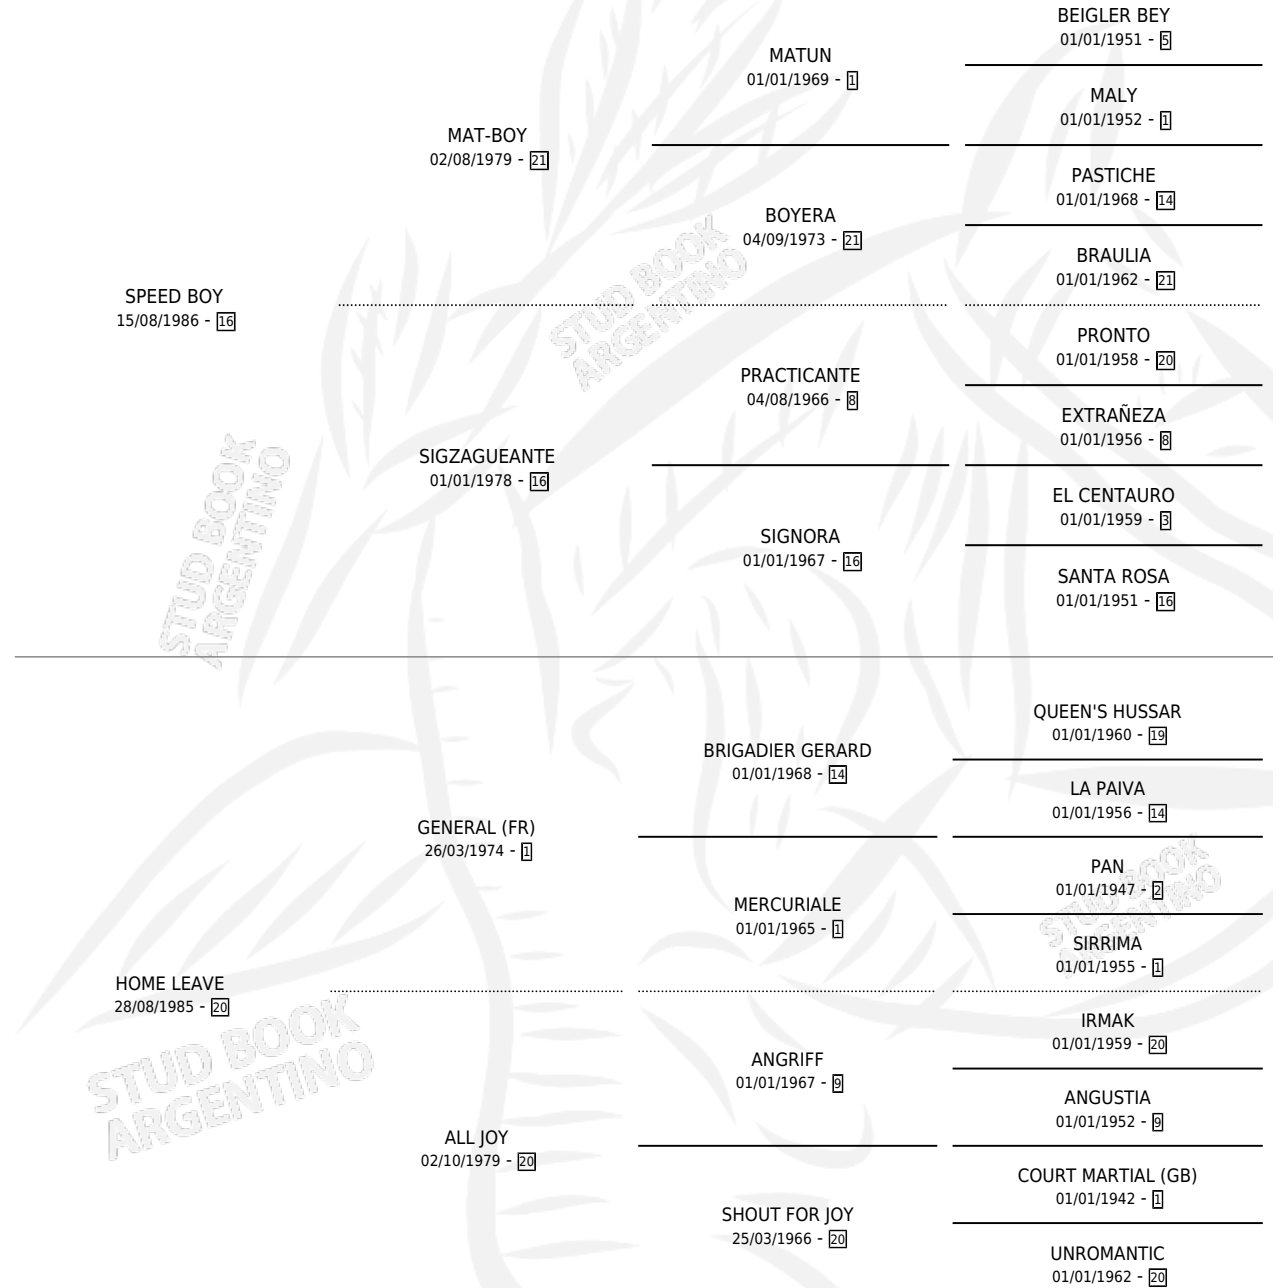 BEIGLER BEY
01/01/1951 - 5
MATUN
01/01/1969 - 1
MALY
01/01/1952 - 1
MAT-BOY
02/08/1979 - 21
PASTICHE
01/01/1968 - 14
BOYERA
04/09/1973 - 21
BRAULIA
01/01/1962 - 21
SPEED BOY
15/08/1986 - 16
PRONTO
01/01/1958 - 20
PRACTICANTE
04/08/1966 - 8
EXTRAÑEZA
01/01/1956 - 8
SIGZAGUEANTE
01/01/1978 - 16
EL CENTAURO
01/01/1959 - 3
SIGNORA
01/01/1967 - 16
SANTA ROSA
01/01/1951 - 16
QUEEN'S HUSSAR
01/01/1960 - 19
BRIGADIER GERARD
01/01/1968 - 14
LA PAIVA
01/01/1956 - 14
GENERAL (FR)
26/03/1974 - 1
PAN
01/01/1947 - 2
MERCURIALE
01/01/1965 - 1
SIRRIMA
01/01/1955 - 1
HOME LEAVE
28/08/1985 - 20
IRMAK
01/01/1959 - 20
ANGRIFF
01/01/1967 - 9
ANGUSTIA
01/01/1952 - 9
ALL JOY
02/10/1979 - 20
COURT MARTIAL (GB)
01/01/1942 - 1
SHOUT FOR JOY
25/03/1966 - 20
UNROMANTIC
01/01/1962 - 20
STUD BOOK
ARGENTINO
STUD BOOK
ARGENTINO
STUD BOOK
ARGENTINO
STUD BOOK
ARGENTINO